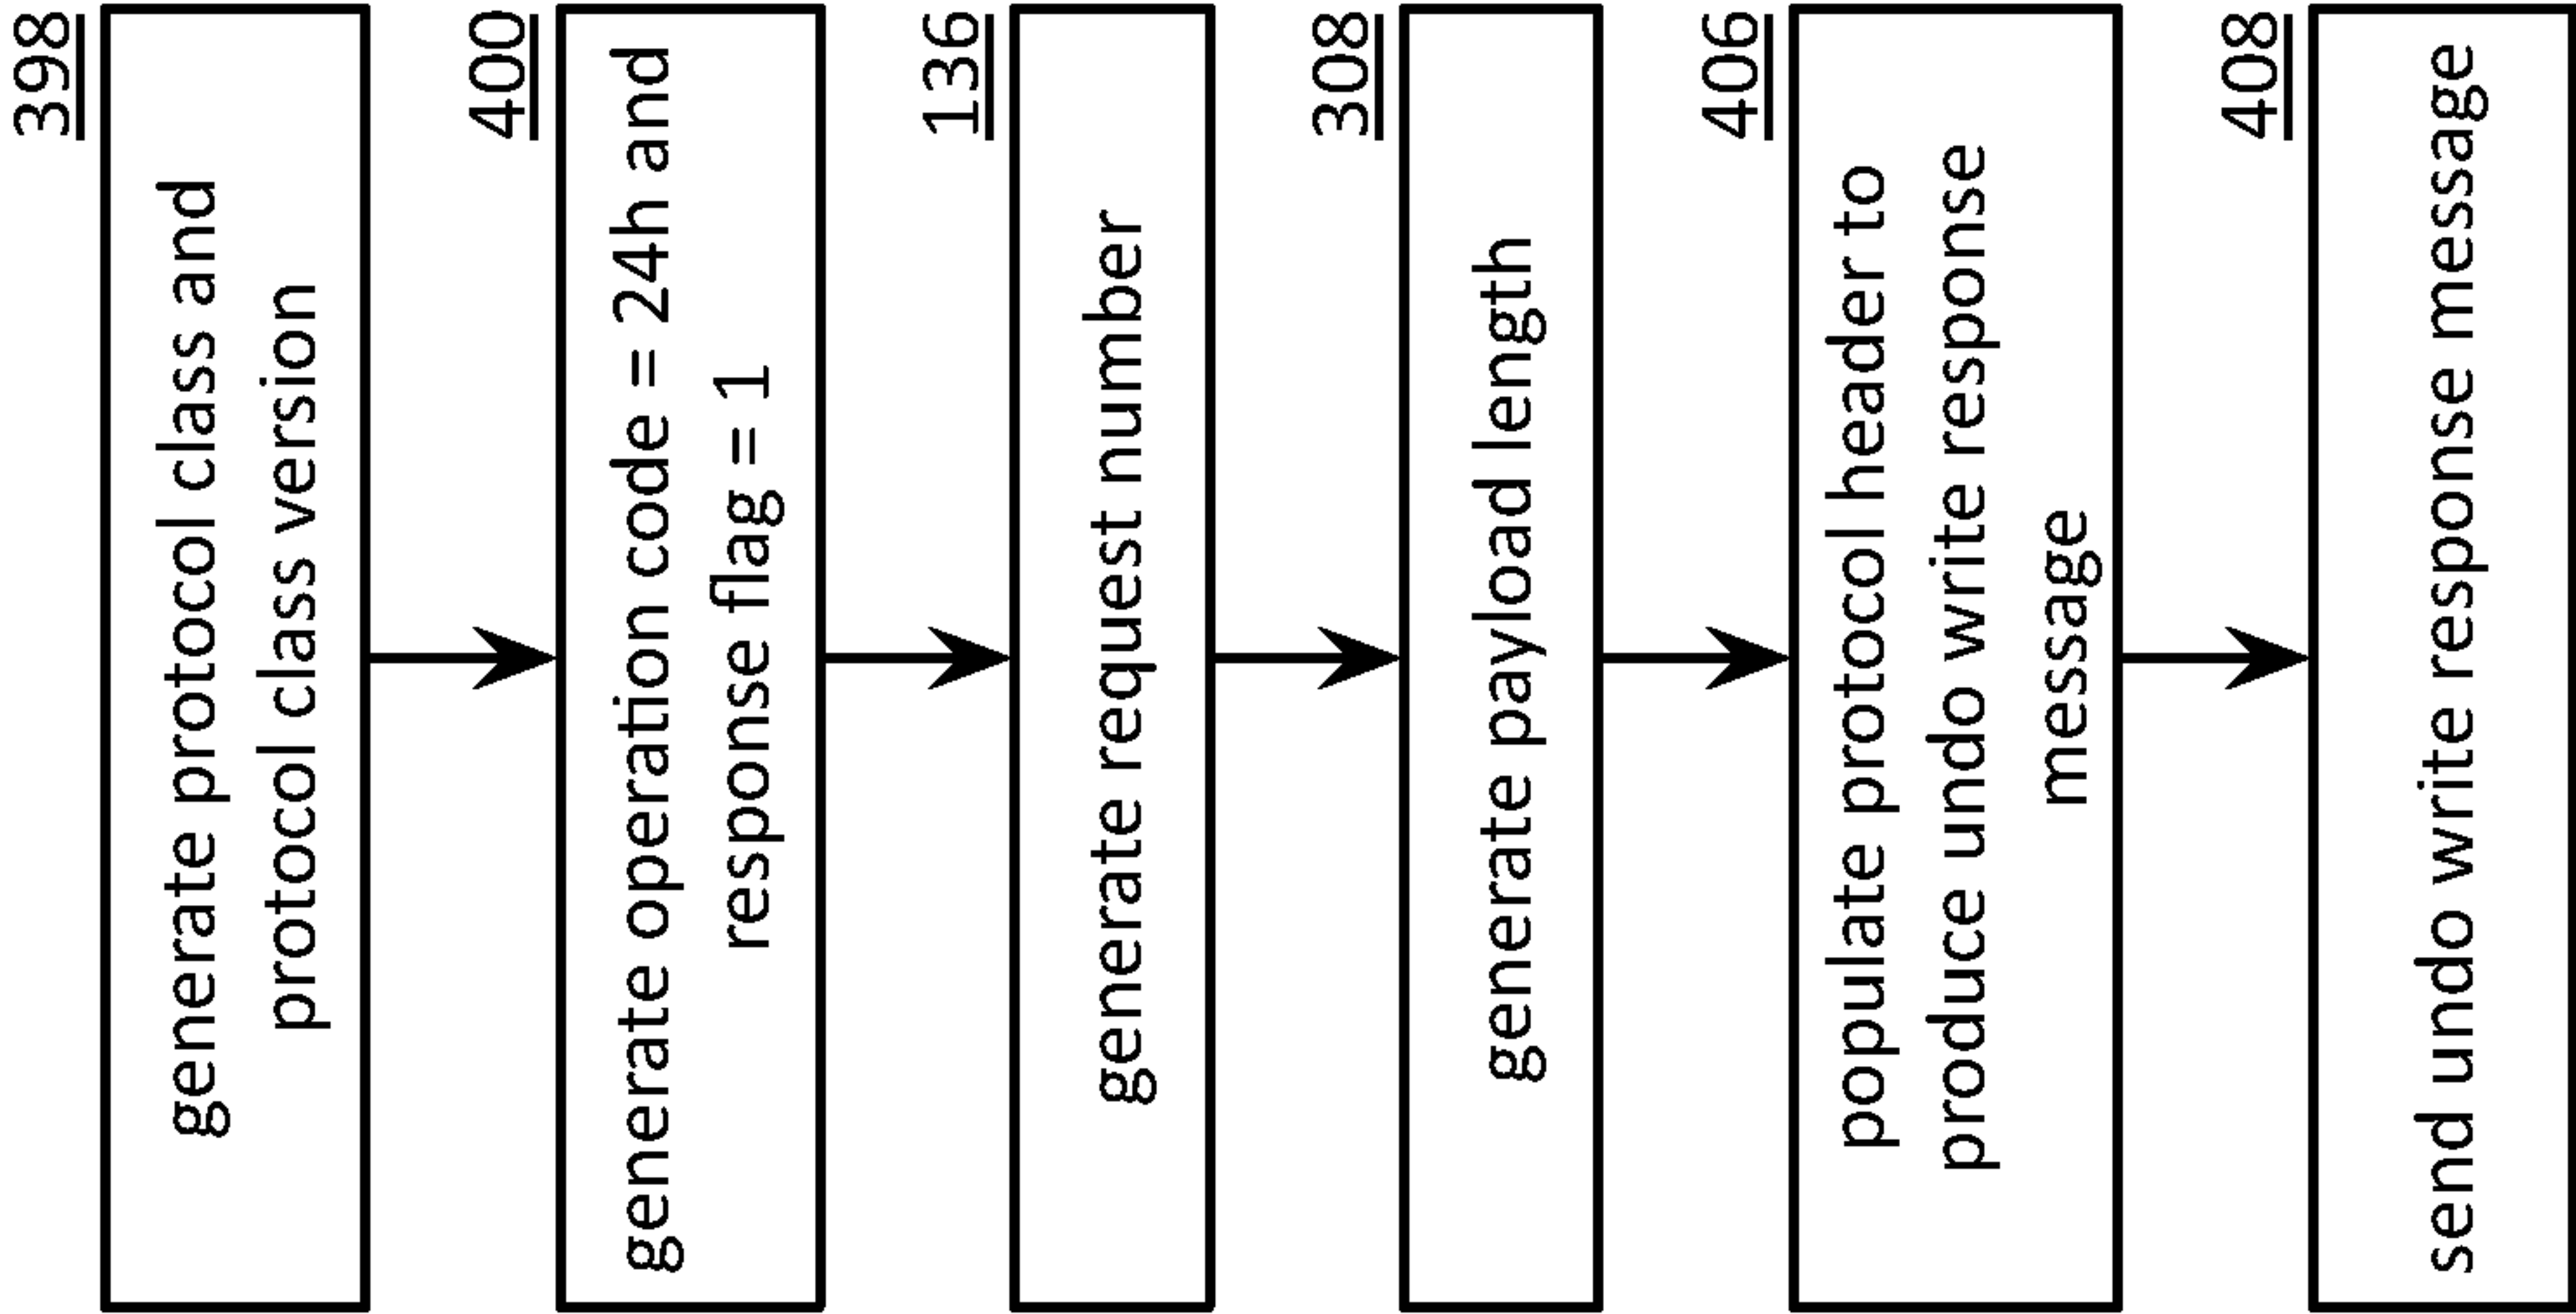 398
generate protocol class and
protocol class version
400
generate operation code = 24h and
response flag = 1
136
generate request number
308
generate payload length
406
populate protocol header to
produce undo write response
message
408
send undo write response message